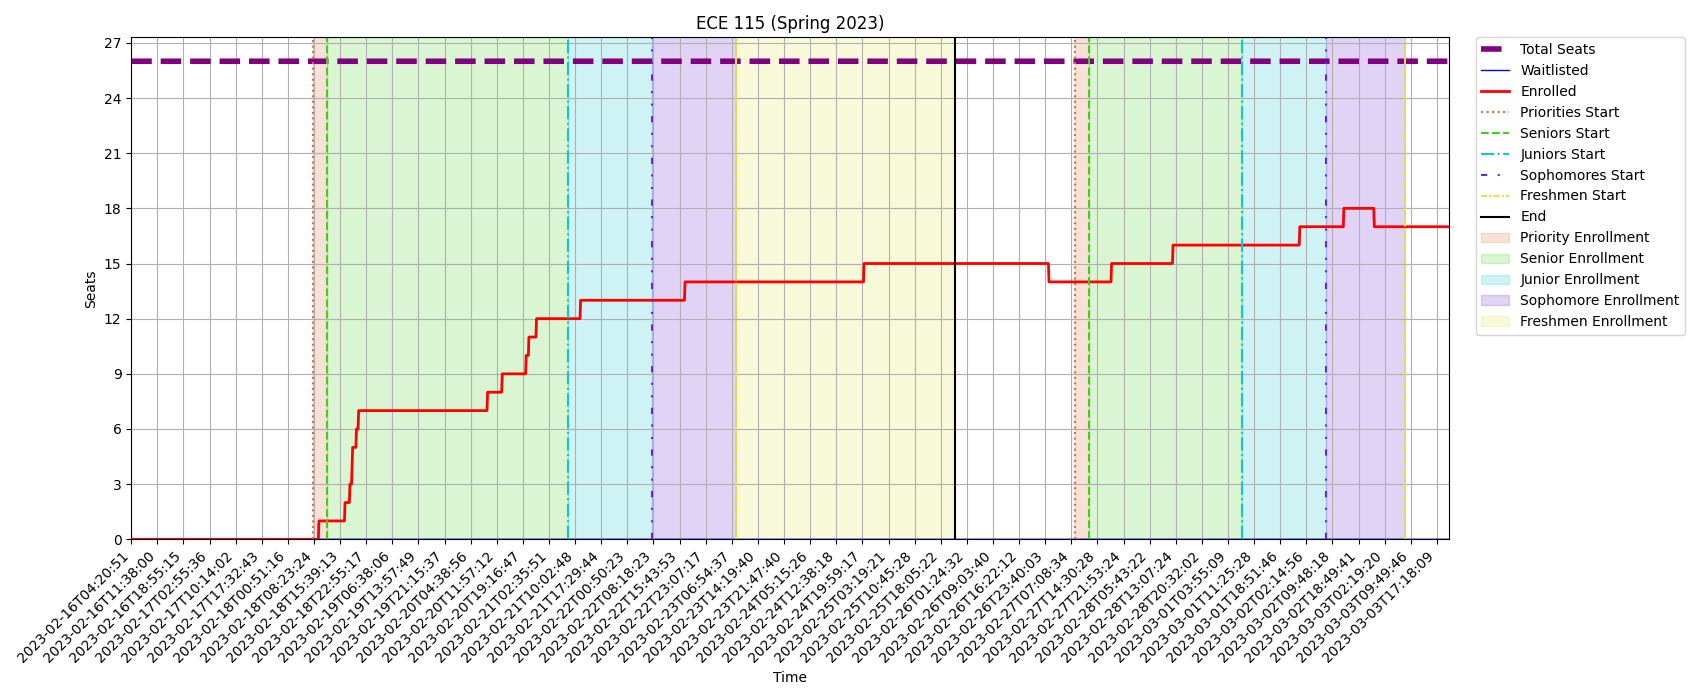 ECE 115 (Spring 2023)
27
24
21
18
15
12
9
6
3
0
Seats
2023-02-16T04:20:51
2023-02-16T11:38:00
2023-02-16T18:55:15
2023-02-17T02:55:36
2023-02-17T10:14:02
2023-02-17T17:32:43
2023-02-18T00:51:16
2023-02-18T08:23:24
2023-02-18T15:39:13
2023-02-18T22:55:17
2023-02-19T06:38:06
2023-02-19T13:57:49
2023-02-19T21:15:37
2023-02-20T04:38:56
2023-02-20T11:57:12
2023-02-20T19:16:47
2023-02-21T02:35:51
2023-02-21T10:02:48
2023-02-21T17:29:44
2023-02-22T00:50:23
2023-02-22T08:18:23
2023-02-22T15:43:53
2023-02-22T23:07:17
2023-02-23T06:54:37
2023-02-23T14:19:40
2023-02-23T21:47:40
2023-02-24T05:15:26
2023-02-24T12:38:18
2023-02-24T19:59:17
2023-02-25T03:19:21
2023-02-25T10:45:28
2023-02-25T18:05:22
2023-02-26T01:24:32
2023-02-26T09:03:40
2023-02-26T16:22:12
2023-02-26T23:40:03
2023-02-27T07:08:34
2023-02-27T14:30:28
2023-02-27T21:53:24
2023-02-28T05:43:22
2023-02-28T13:07:24
2023-02-28T20:32:02
2023-03-01T03:55:09
2023-03-01T11:25:28
2023-03-01T18:51:46
2023-03-02T02:14:56
2023-03-02T09:48:18
2023-03-02T18:49:41
2023-03-03T02:19:20
2023-03-03T09:49:46
2023-03-03T17:18:09
Time
Total Seats
Waitlisted
Enrolled
Priorities Start
Seniors Start
Juniors Start
Sophomores Start
Freshmen Start
End
Priority Enrollment
Senior Enrollment
Junior Enrollment
Sophomore Enrollment
Freshmen Enrollment